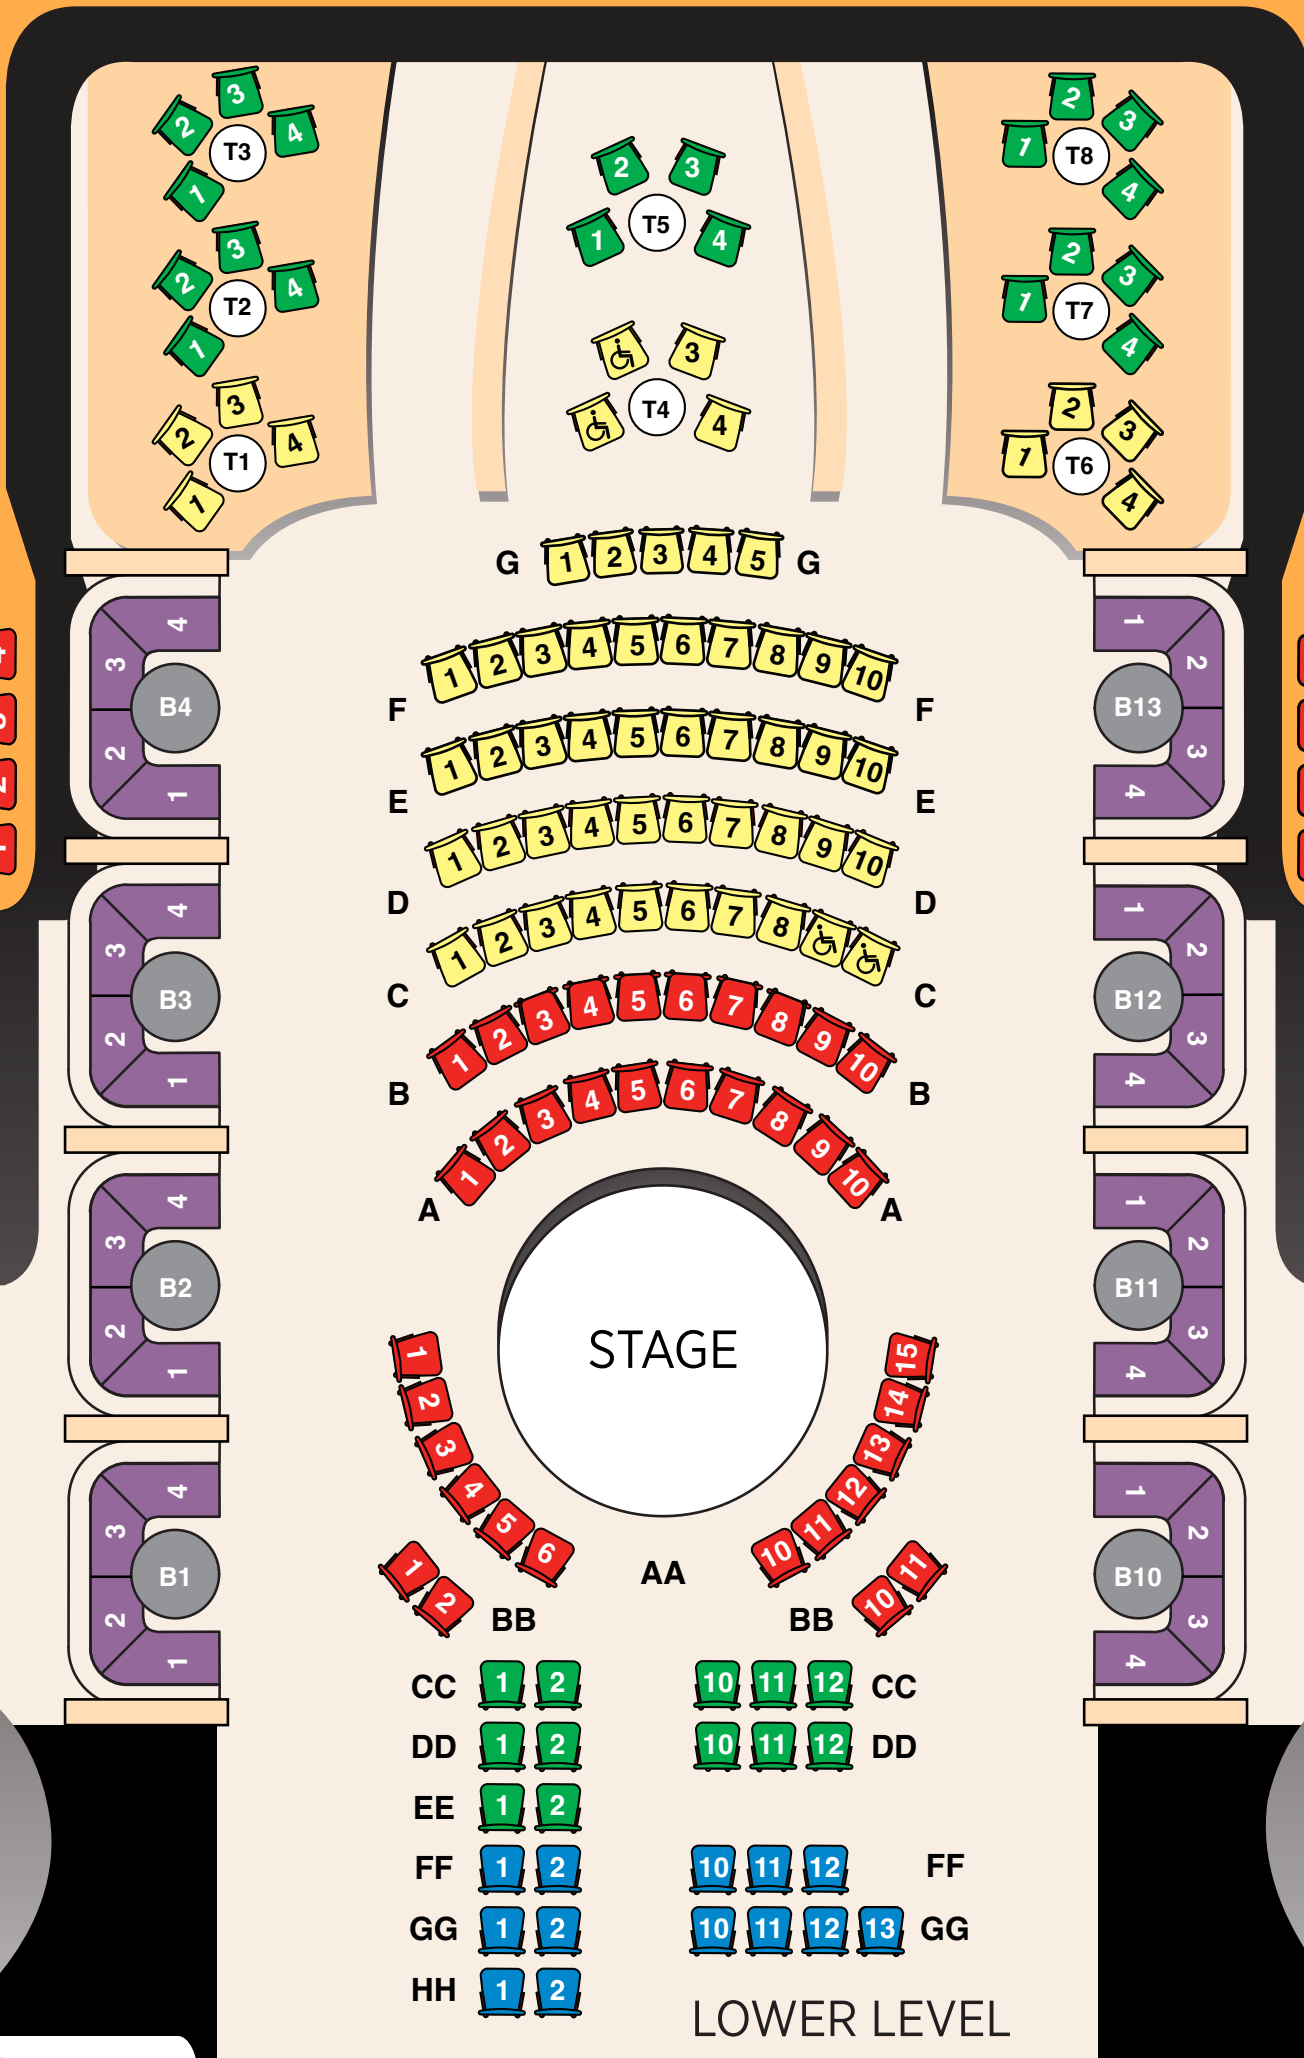 3
2 4
T3
1
2
1 3
T8
4
2 3
T5
1 4
3
2 4
T2
1
2
1 3
T7
4
3
T4
4
3
2 4
T1
1
2
1 3
T6
4
G 1 2 3 4 5 G
F 1 2 3 4 5 6 7 8 9 10 F
E 1 2 3 4 5 6 7 8 9 10 E
D 1 2 3 4 5 6 7 8 9 10 D
C 1 2 3 4 5 6 7 8 C
B 1 2 3 4 5 6 7 8 9 10 B
A 1 2 3 4 5 6 7 8 9 10 A
4
3
B4
2
1
1
2
B13
3
4
4
3
B3
2
1
1
2
B12
3
4
4
3
B2
2
1
1
2
B11
3
4
4
3
B1
2
1
1
2
B10
3
4
STAGE
1 2 3 4 5 6 AA 10 11 12 13 14 15
1 2 BB BB 10 11
CC 1 2 10 11 12 CC
DD 1 2 10 11 12 DD
EE 1 2
FF 1 2 10 11 12 FF
GG 1 2 10 11 12 13 GG
HH 1 2
LOWER LEVEL